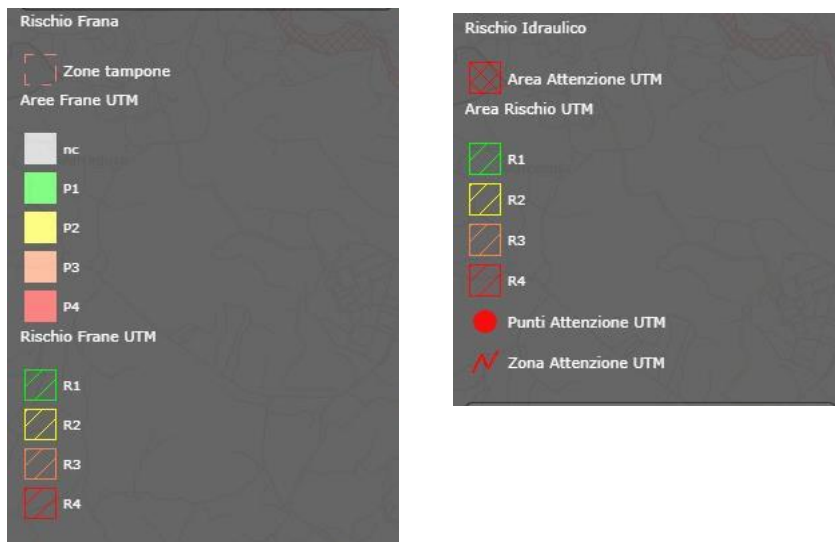 Rischio Frana
Zone tampone
Aree Frane UTM
nc
P1
P2
P3
P4
Rischio Frane UTM
R1
R2
R3
R4
Rischio Idraulico
Area Attenzione UTM
Area Rischio UTM
R1
R2
R3
R4
Punti Attenzione UTM
Zona Attenzione UTM